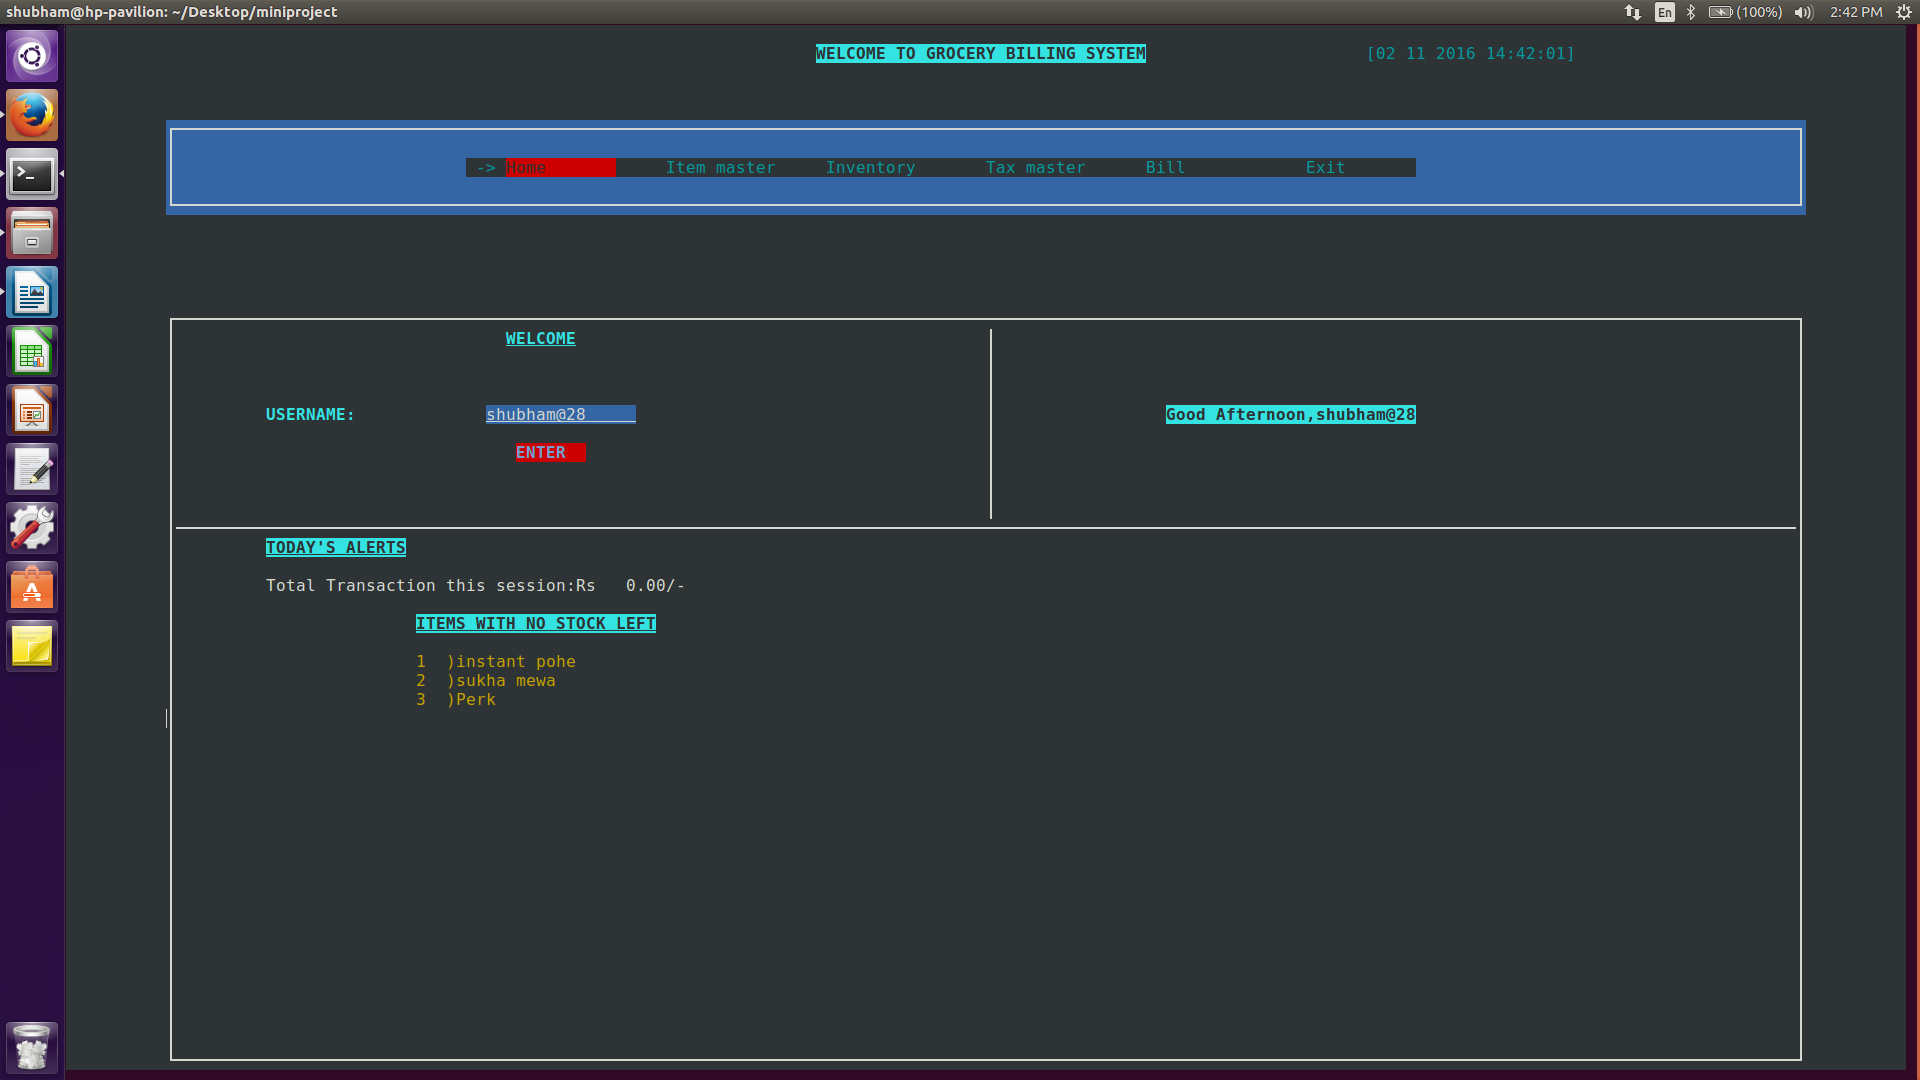 shubham@hp-pavilion: ~/Desktop/miniproject
En (100%) 2:42 PM
WELCOME TO GROCERY BILLING SYSTEM [02 11 2016 14:42:01]
-> Home Item master Inventory Tax master Bill Exit
WELCOME
USERNAME: shubham@28 Good Afternoon,shubham@28
ENTER
TODAY'S ALERTS
Total Transaction this session:Rs 0.00/-
ITEMS WITH NO STOCK LEFT
1 )instant pohe
2 )sukha mewa
3 )Perk